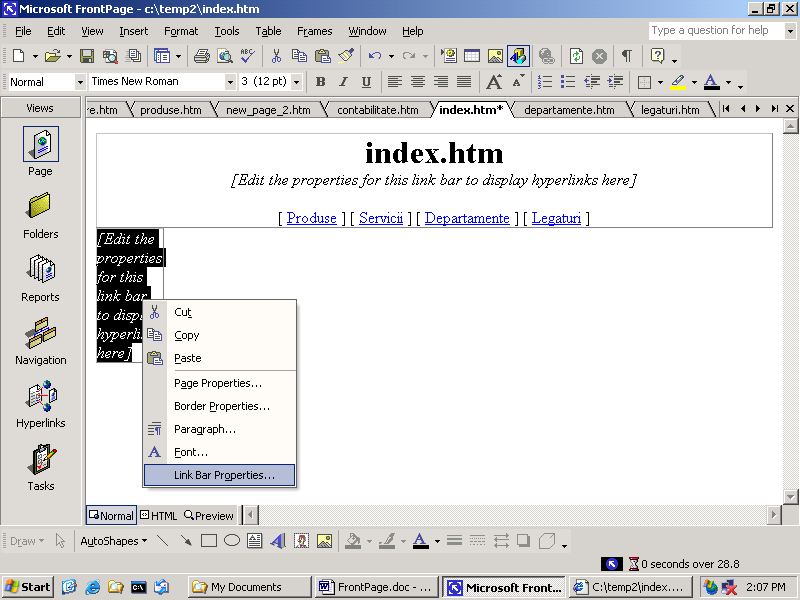 Microsoft FrontPage - c:\temp2\index.htm
File Edit View Insert Format Tools Table Frames Window Help
Type a question for help
Normal Times New Roman 3 (12 pt) B I U A A A
Views
re.htm produse.htm new_page_2.htm contabilitate.htm index.htm* departamente.htm legaturi.htm
Page
Folders
Reports
Navigation
Hyperlinks
Tasks
index.htm
[Edit the properties for this link bar to display hyperlinks here]
[ Produse ] [ Servicii ] [ Departamente ] [ Legaturi ]
[Edit the
properties
for this
link bar
to displ
hyperli
here]
Cut
Copy
Paste
Page Properties...
Border Properties...
Paragraph...
Font...
Link Bar Properties...
Normal HTML Preview
Draw AutoShapes
0 seconds over 28.8
Start My Documents FrontPage.doc - ... Microsoft Front... C:\temp2\index.... 2:07 PM